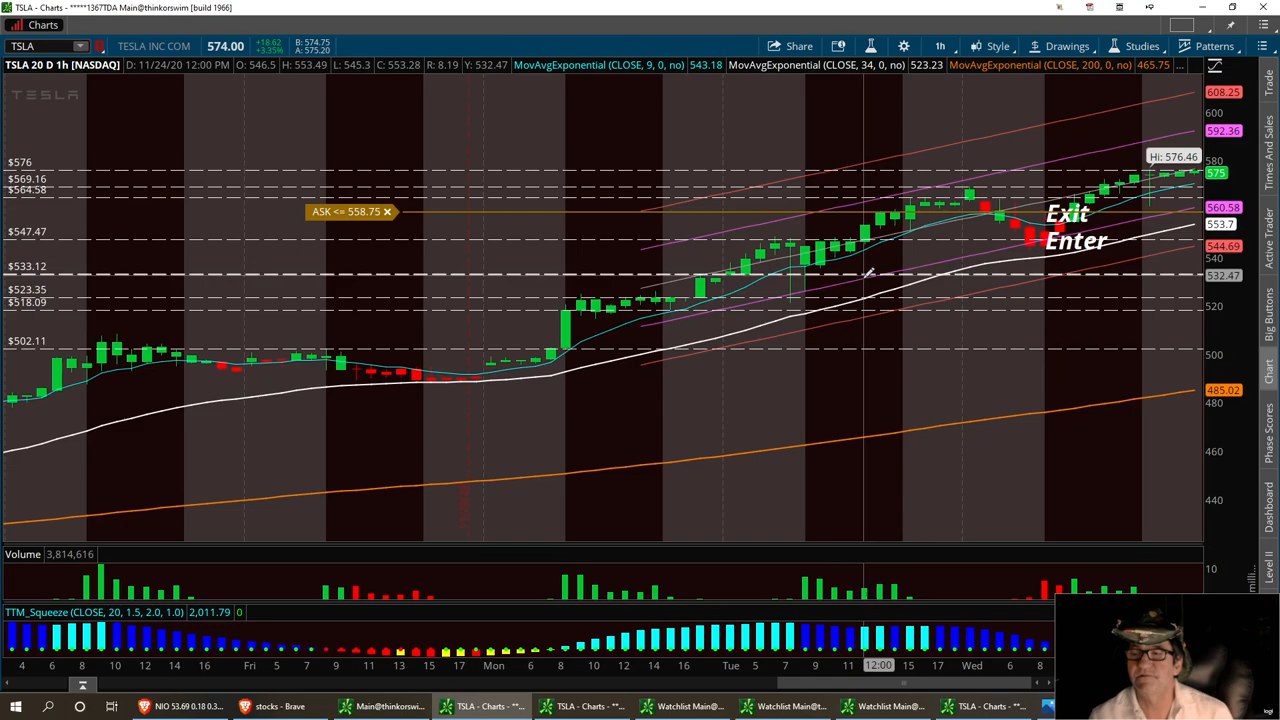 TSLA - Charts - *****1367TDA Main@thinkorswim [build 1966]
Charts
TSLA TESLA INC COM 574.00 +18.62 +3.35% B: 574.75 A: 575.20 Share 1h Style Drawings Studies Patterns
TSLA 20 D 1h [NASDAQ] D: 11/24/20 12:00 PM O: 546.5 H: 553.49 L: 545.3 C: 553.28 R: 8.19 Y: 532.47 MovAvgExponential (CLOSE, 9, 0, no) 543.18 MovAvgExponential (CLOSE, 34, 0, no) 523.23 MovAvgExponential (CLOSE, 200, 0, no) 465.75 ...
TESLA
608.25
600
592.36
Hi: 576.46
580
$576
575
$569.16
$564.58
ASK <= 558.75
560.58
Exit
553.7
$547.47
Enter
544.69
540
$533.12
532.47
$523.35
520
$518.09
$502.11
500
485.02
480
460
440
Trade
Times And Sales
Active Trader
Big Buttons
Chart
Phase Scores
Dashboard
Level II
Volume 3,814,616
10
TTM_Squeeze (CLOSE, 20, 1.5, 2.0, 1.0) 2,011.79 0
4 6 8 10 12 14 16 Fri 7 9 11 13 15 17 Mon 4 6 8 10 12 14 16 Tue 5 7 9 11 12:00 15 17 Wed 6 8
NIO 53.69 0.18 0.3... stocks - Brave Main@thinkorswi... TSLA - Charts - **... TSLA - Charts - **... Watchlist Main@... Watchlist Main@t... Watchlist Main@... TSLA - Charts - **...
logi